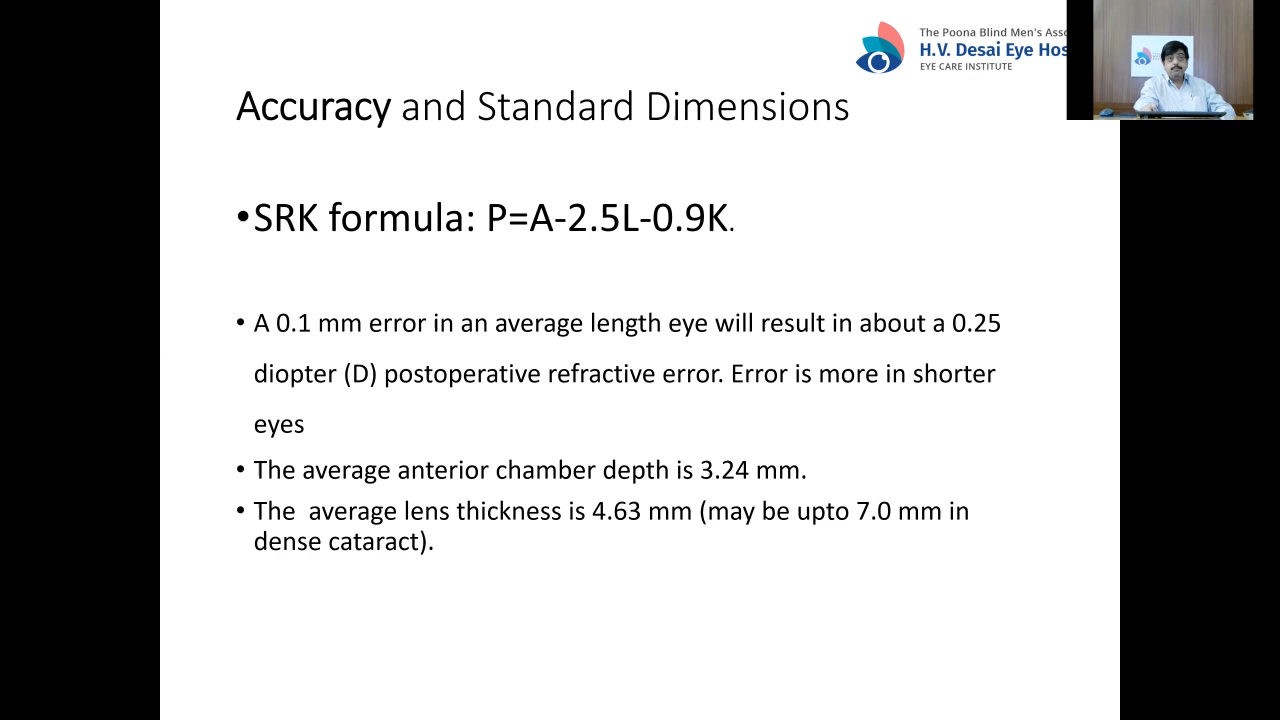 The Poona Blind Men's
H.V. Desai Eye
EYE CARE INSTITUTE
Accuracy and Standard Dimensions
•SRK formula: P=A-2.5L-0.9K.
• A 0.1 mm error in an average length eye will result in about a 0.25
diopter (D) postoperative refractive error. Error is more in shorter
eyes
• The average anterior chamber depth is 3.24 mm.
• The  average lens thickness is 4.63 mm (may be upto 7.0 mm in
dense cataract).